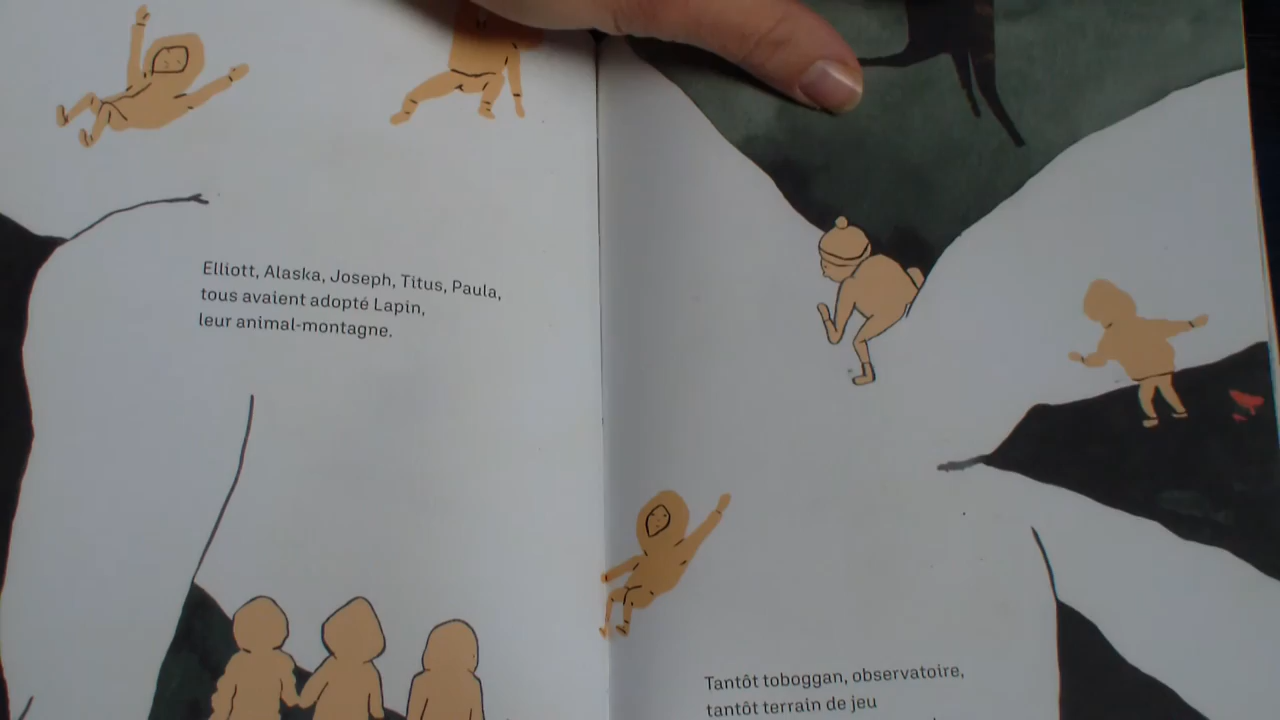 Elliott, Alaska, Joseph, Titus, Paula,
tous avaient adopté Lapin,
leur animal-montagne.
Tantôt toboggan, observatoire,
tantôt terrain de jeu